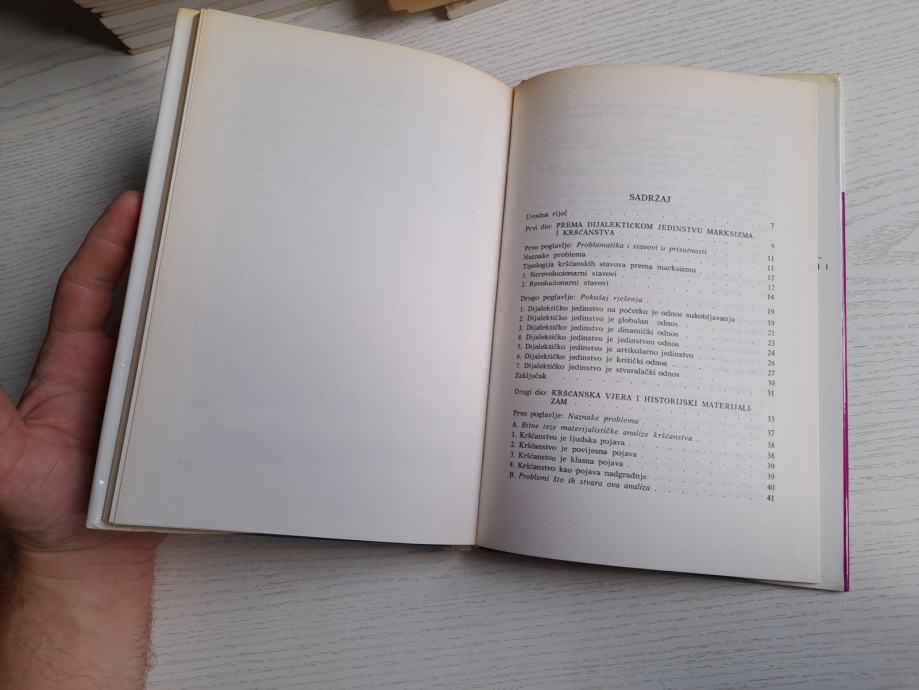 SADRŽAJ
Uvodna riječ . . . . . . . . . . 7
Prvi dio: PREMA DIJALEKTIČKOM JEDINSTVU MARKSIZMA
I KRŠĆANSTVA . . . . . . . . . . 9
Prvo poglavlje: Problematika i stavovi u prisutnosti . . . . 11
Naznake problema . . . . . . . . . . 11
Tipologija kršćanskih stavova prema marksizmu . . . . 12
1. Nerevolucionarni stavovi . . . . . . . . 12
2. Revolucionarni stavovi . . . . . . . . 14
Drugo poglavlje: Pokušaj rješenja . . . . . . . 19
1. Dijalektičko jedinstvo na početku je odnos sukobljavanja . 19
2. Dijalektičko jedinstvo je globalan odnos . . . . 21
3. Dijalektičko jedinstvo je dinamički odnos . . . . 23
4. Dijalektičko jedinstvo je jedinstven odnos . . . . 24
5. Dijalektičko jedinstvo je artikularno jedinstvo . . . 26
6. Dijalektičko jedinstvo je kritički odnos . . . . . 27
7. Dijalektičko jedinstvo je stvaralački odnos . . . . 30
Zaključak . . . . . . . . . . 31
Drugi dio: KRŠĆANSKA VJERA I HISTORIJSKI MATERIJALI-
ZAM . . . . . . . . . . 33
Prvo poglavlje: Naznake problema . . . . . . . 37
A. Bitne teze materijalističke analize kršćanstva . . . . 38
1. Kršćanstvo je ljudska pojava . . . . . . . 38
2. Kršćanstvo je povijesna pojava . . . . . . 39
3. Kršćanstvo je klasna pojava . . . . . . . 39
4. Kršćanstvo kao pojava nadgradnje . . . . . . 40
B. Problemi što ih stvara ova analiza . . . . . . 41